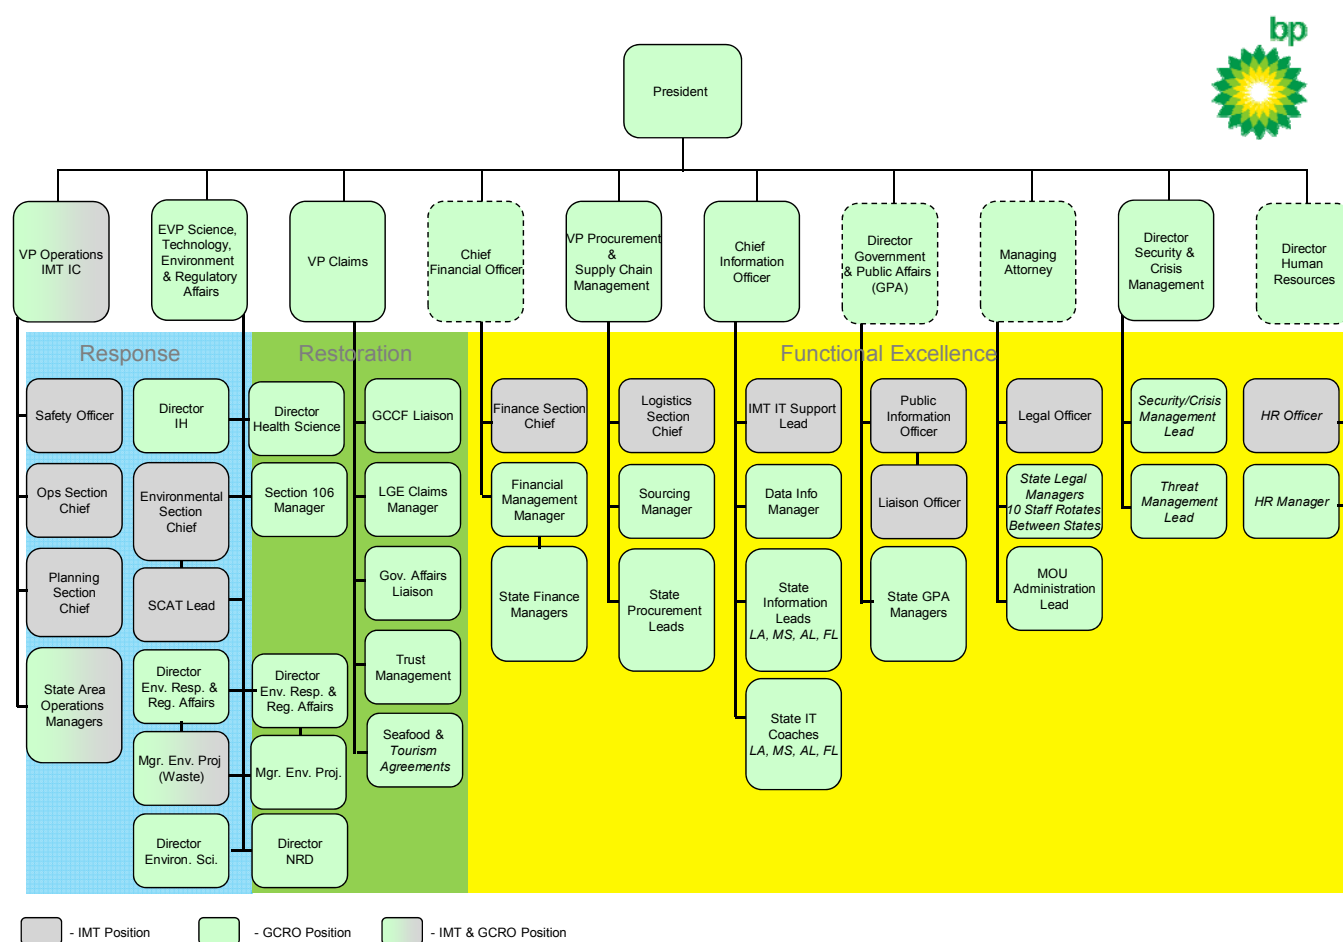 bp
President
VP Operations
IMT IC
EVP Science,
Technology,
Environment
& Regulatory
Affairs
VP Claims
Chief
Financial Officer
VP Procurement
&
Supply Chain
Management
Chief
Information
Officer
Director
Government
& Public Affairs
(GPA)
Managing
Attorney
Director
Security &
Crisis
Management
Director
Human
Resources
Response
Restoration
Functional Excellence
Safety Officer
Director
IH
Director
Health Science
GCCF Liaison
Finance Section
Chief
Logistics
Section
Chief
IMT IT Support
Lead
Public
Information
Officer
Legal Officer
Security/Crisis
Management
Lead
HR Officer
Ops Section
Chief
Environmental
Section
Chief
Section 106
Manager
LGE Claims
Manager
Financial
Management
Manager
Sourcing
Manager
Data Info
Manager
Liaison Officer
State Legal
Managers
10 Staff Rotates
Between States
Threat
Management
Lead
HR Manager
Planning
Section
Chief
SCAT Lead
Gov. Affairs
Liaison
State Finance
Managers
State
Procurement
Leads
State
Information
Leads
LA, MS, AL, FL
State GPA
Managers
MOU
Administration
Lead
State Area
Operations
Managers
Director
Env. Resp. &
Reg. Affairs
Director
Env. Resp. &
Reg. Affairs
Trust
Management
State IT
Coaches
LA, MS, AL, FL
Mgr. Env. Proj
(Waste)
Mgr. Env. Proj.
Seafood &
Tourism
Agreements
Director
Environ. Sci.
Director
NRD
- IMT Position
- GCRO Position
- IMT & GCRO Position